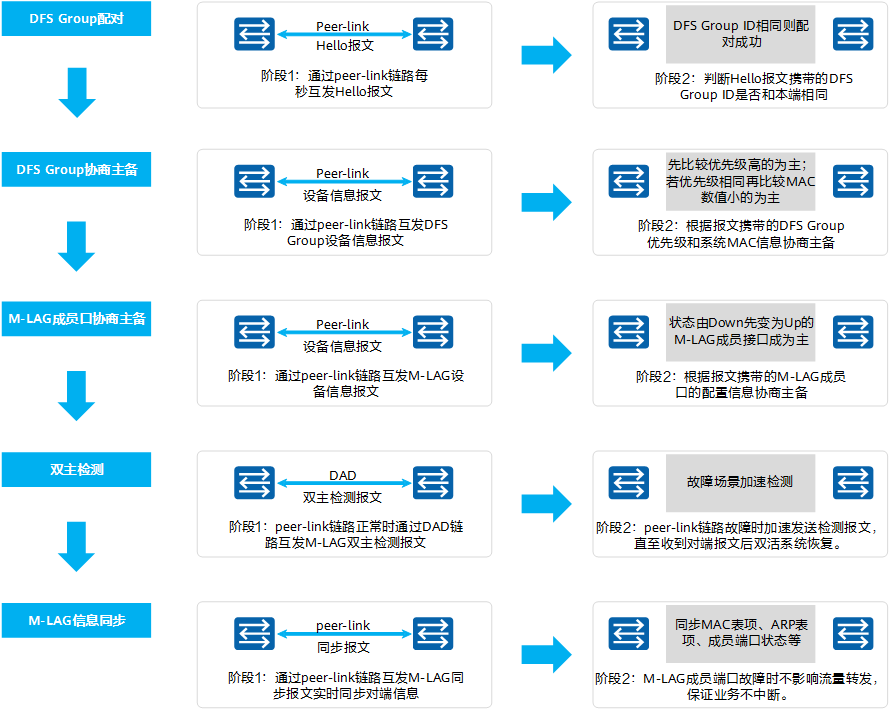 DFS Group配对
Peer-link
Hello报文
阶段1：通过peer-link链路每
秒互发Hello报文
DFS Group ID相同则配
对成功
阶段2：判断Hello报文携带的DFS
Group ID是否和本端相同
DFS Group协商主备
Peer-link
设备信息报文
阶段1：通过peer-link链路互发DFS
Group设备信息报文
先比较优先级高的为主；
若优先级相同再比较MAC
数值小的为主
阶段2：根据报文携带的DFS Group
优先级和系统MAC信息协商主备
M-LAG成员口协商主备
Peer-link
设备信息报文
阶段1：通过peer-link链路互发M-LAG设
备信息报文
状态由Down先变为Up的
M-LAG成员接口成为主
阶段2：根据报文携带的M-LAG成员
口的配置信息协商主备
双主检测
DAD
双主检测报文
阶段1：peer-link链路正常时通过DAD链
路互发M-LAG双主检测报文
故障场景加速检测
阶段2：peer-link链路故障时加速发送检测报文，
直至收到对端报文后双活系统恢复。
M-LAG信息同步
peer-link
同步报文
阶段1：通过peer-link链路互发M-LAG同
步报文实时同步对端信息
同步MAC表项、ARP表
项、成员端口状态等
阶段2：M-LAG成员端口故障时不影响流量转发，
保证业务不中断。